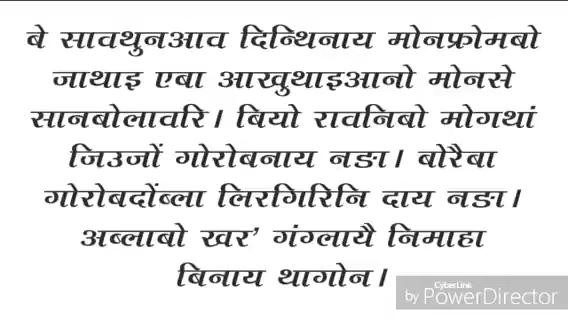 बे सावथुनआव दिन्थिनाय मोनफ्रोमबो
जाथाइ एबा आखुथाइआनो मोनसे
सानबोलावरि। बियो रावनिबो मोगथां
जिउजों गोरोबनाय नङा। बोरैबा
गोरोबदोंब्ला लिरगिरिनि दाय नङा।
अब्लाबो खर’ गंग्लायै निमाहा
बिनाय थागोन।
CyberLink
by PowerDirector